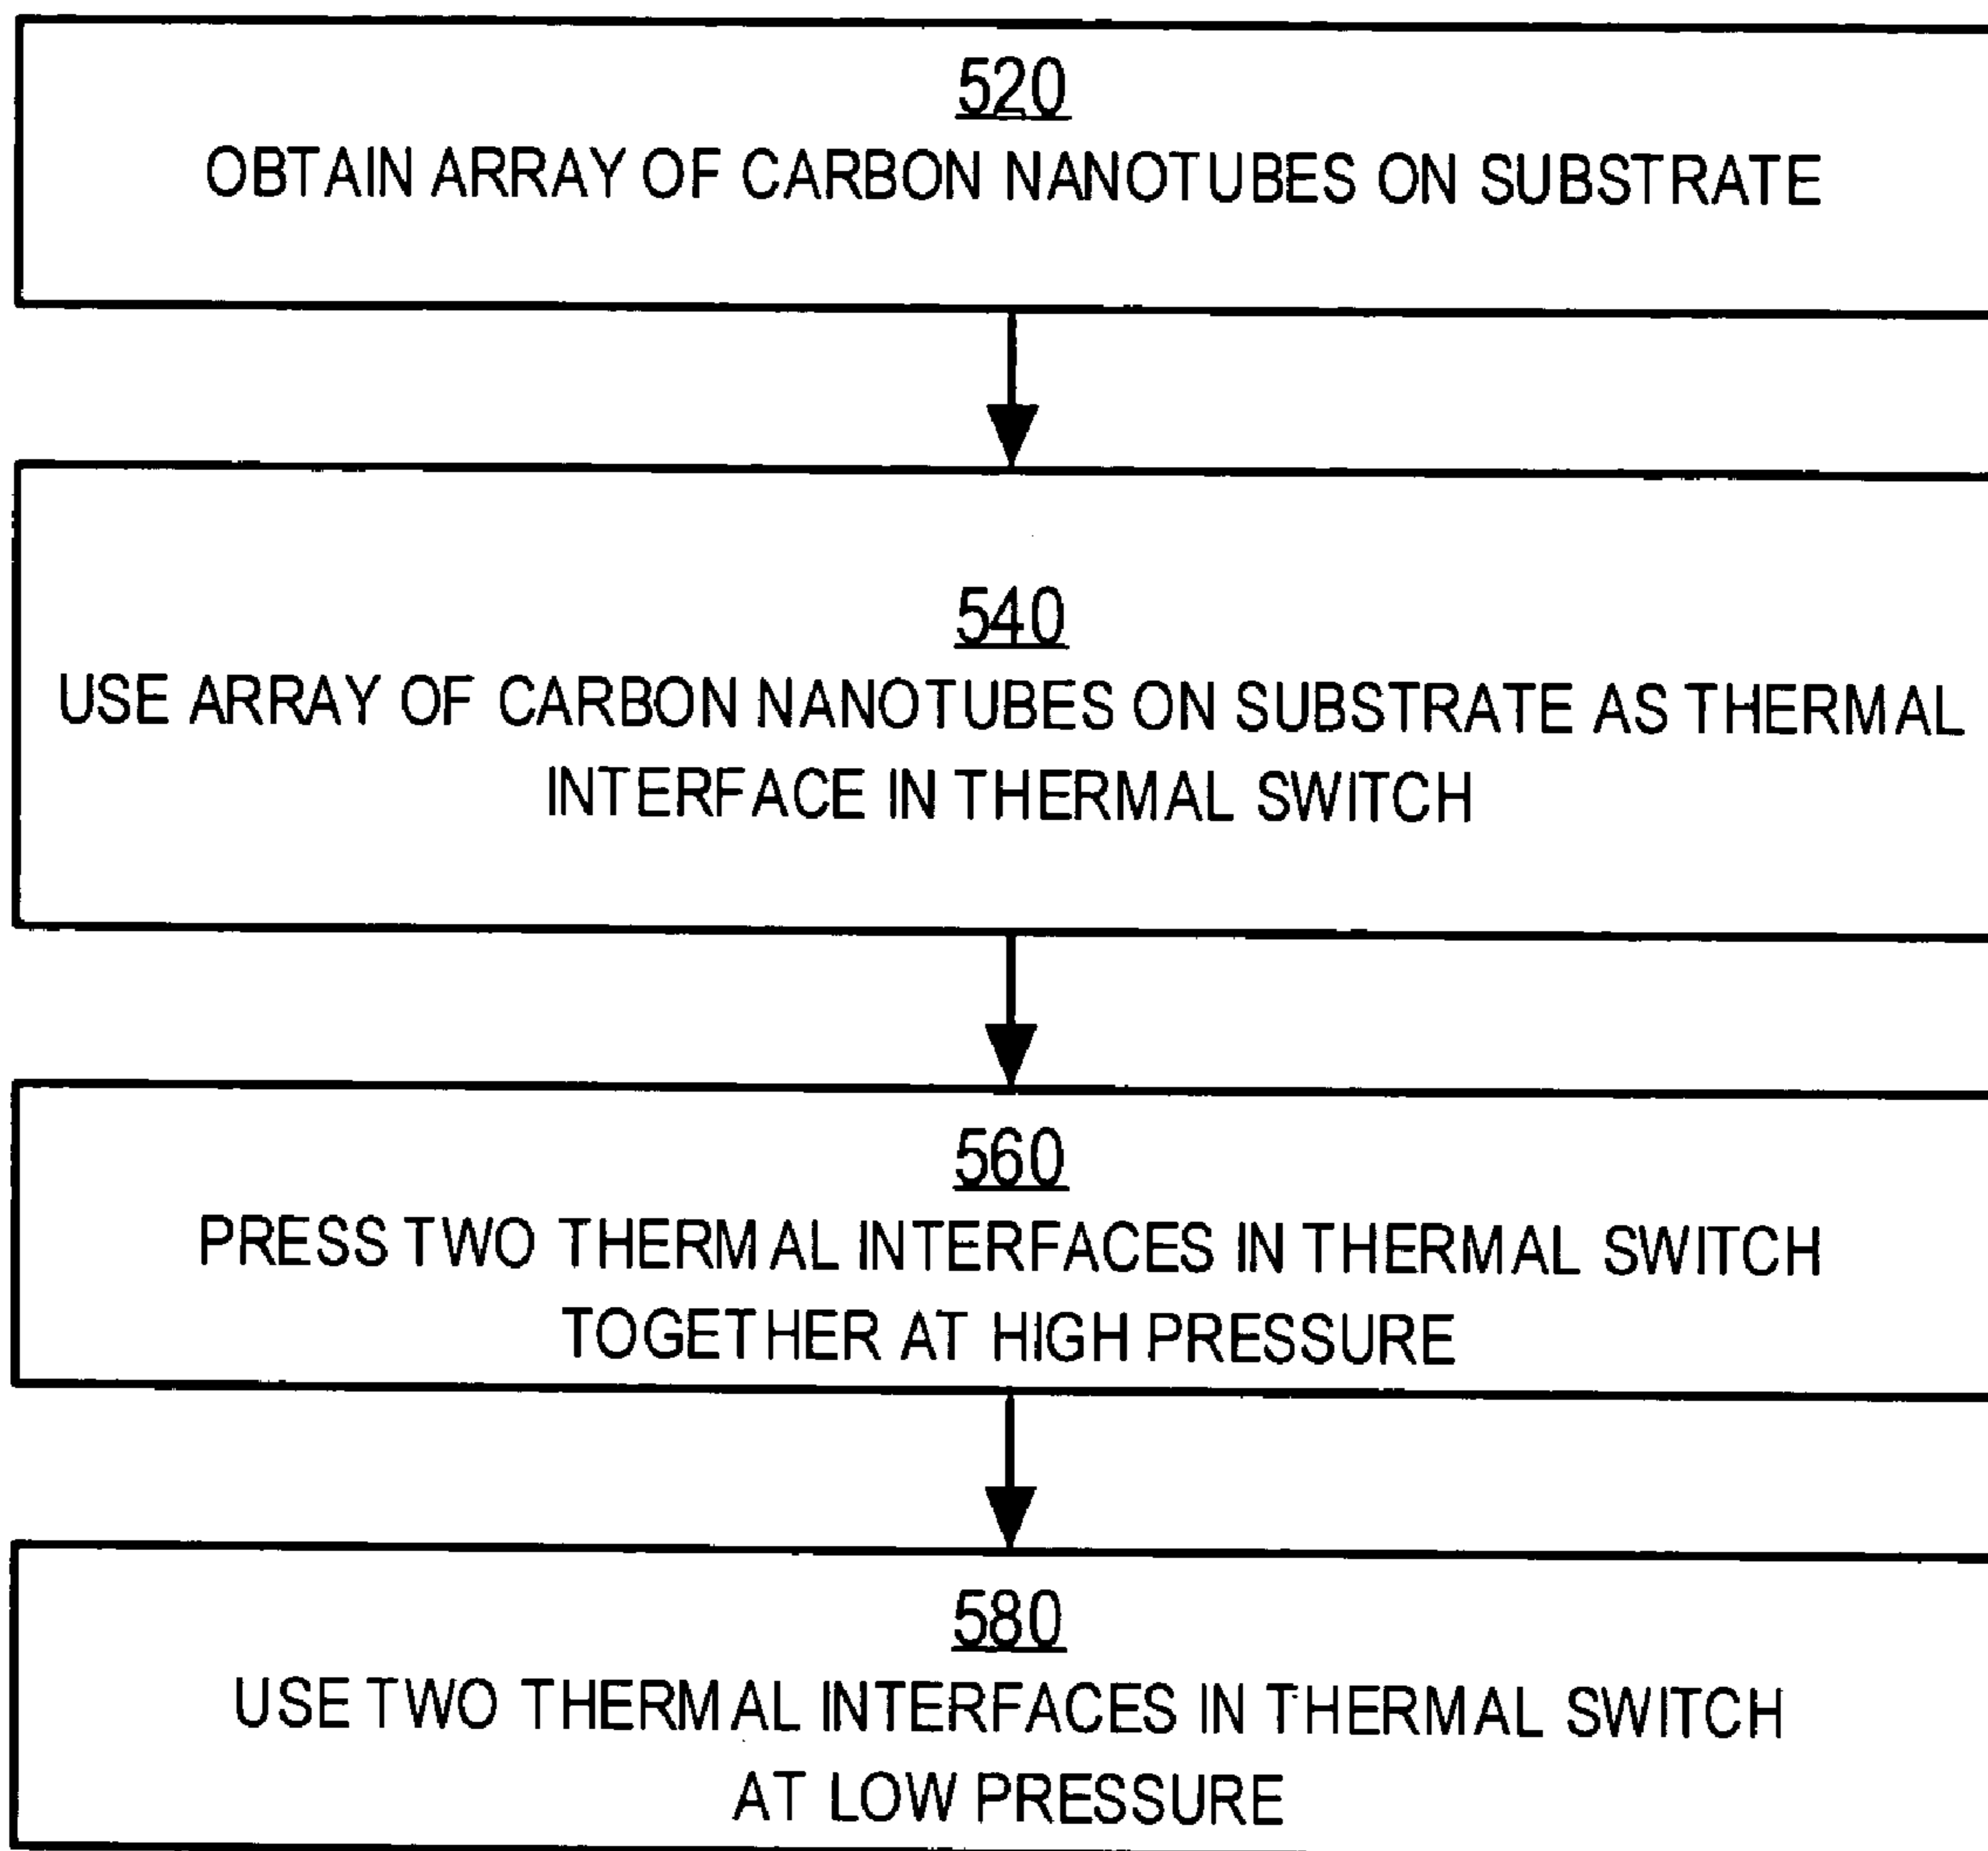 520
OBTAIN ARRAY OF CARBON NANOTUBES ON SUBSTRATE
540
USE ARRAY OF CARBON NANOTUBES ON SUBSTRATE AS THERMAL
INTERFACE IN THERMAL SWITCH
560
PRESS TWO THERMAL INTERFACES IN THERMAL SWITCH
TOGETHER AT HIGH PRESSURE
580
USE TWO THERMAL INTERFACES IN THERMAL SWITCH
AT LOW PRESSURE